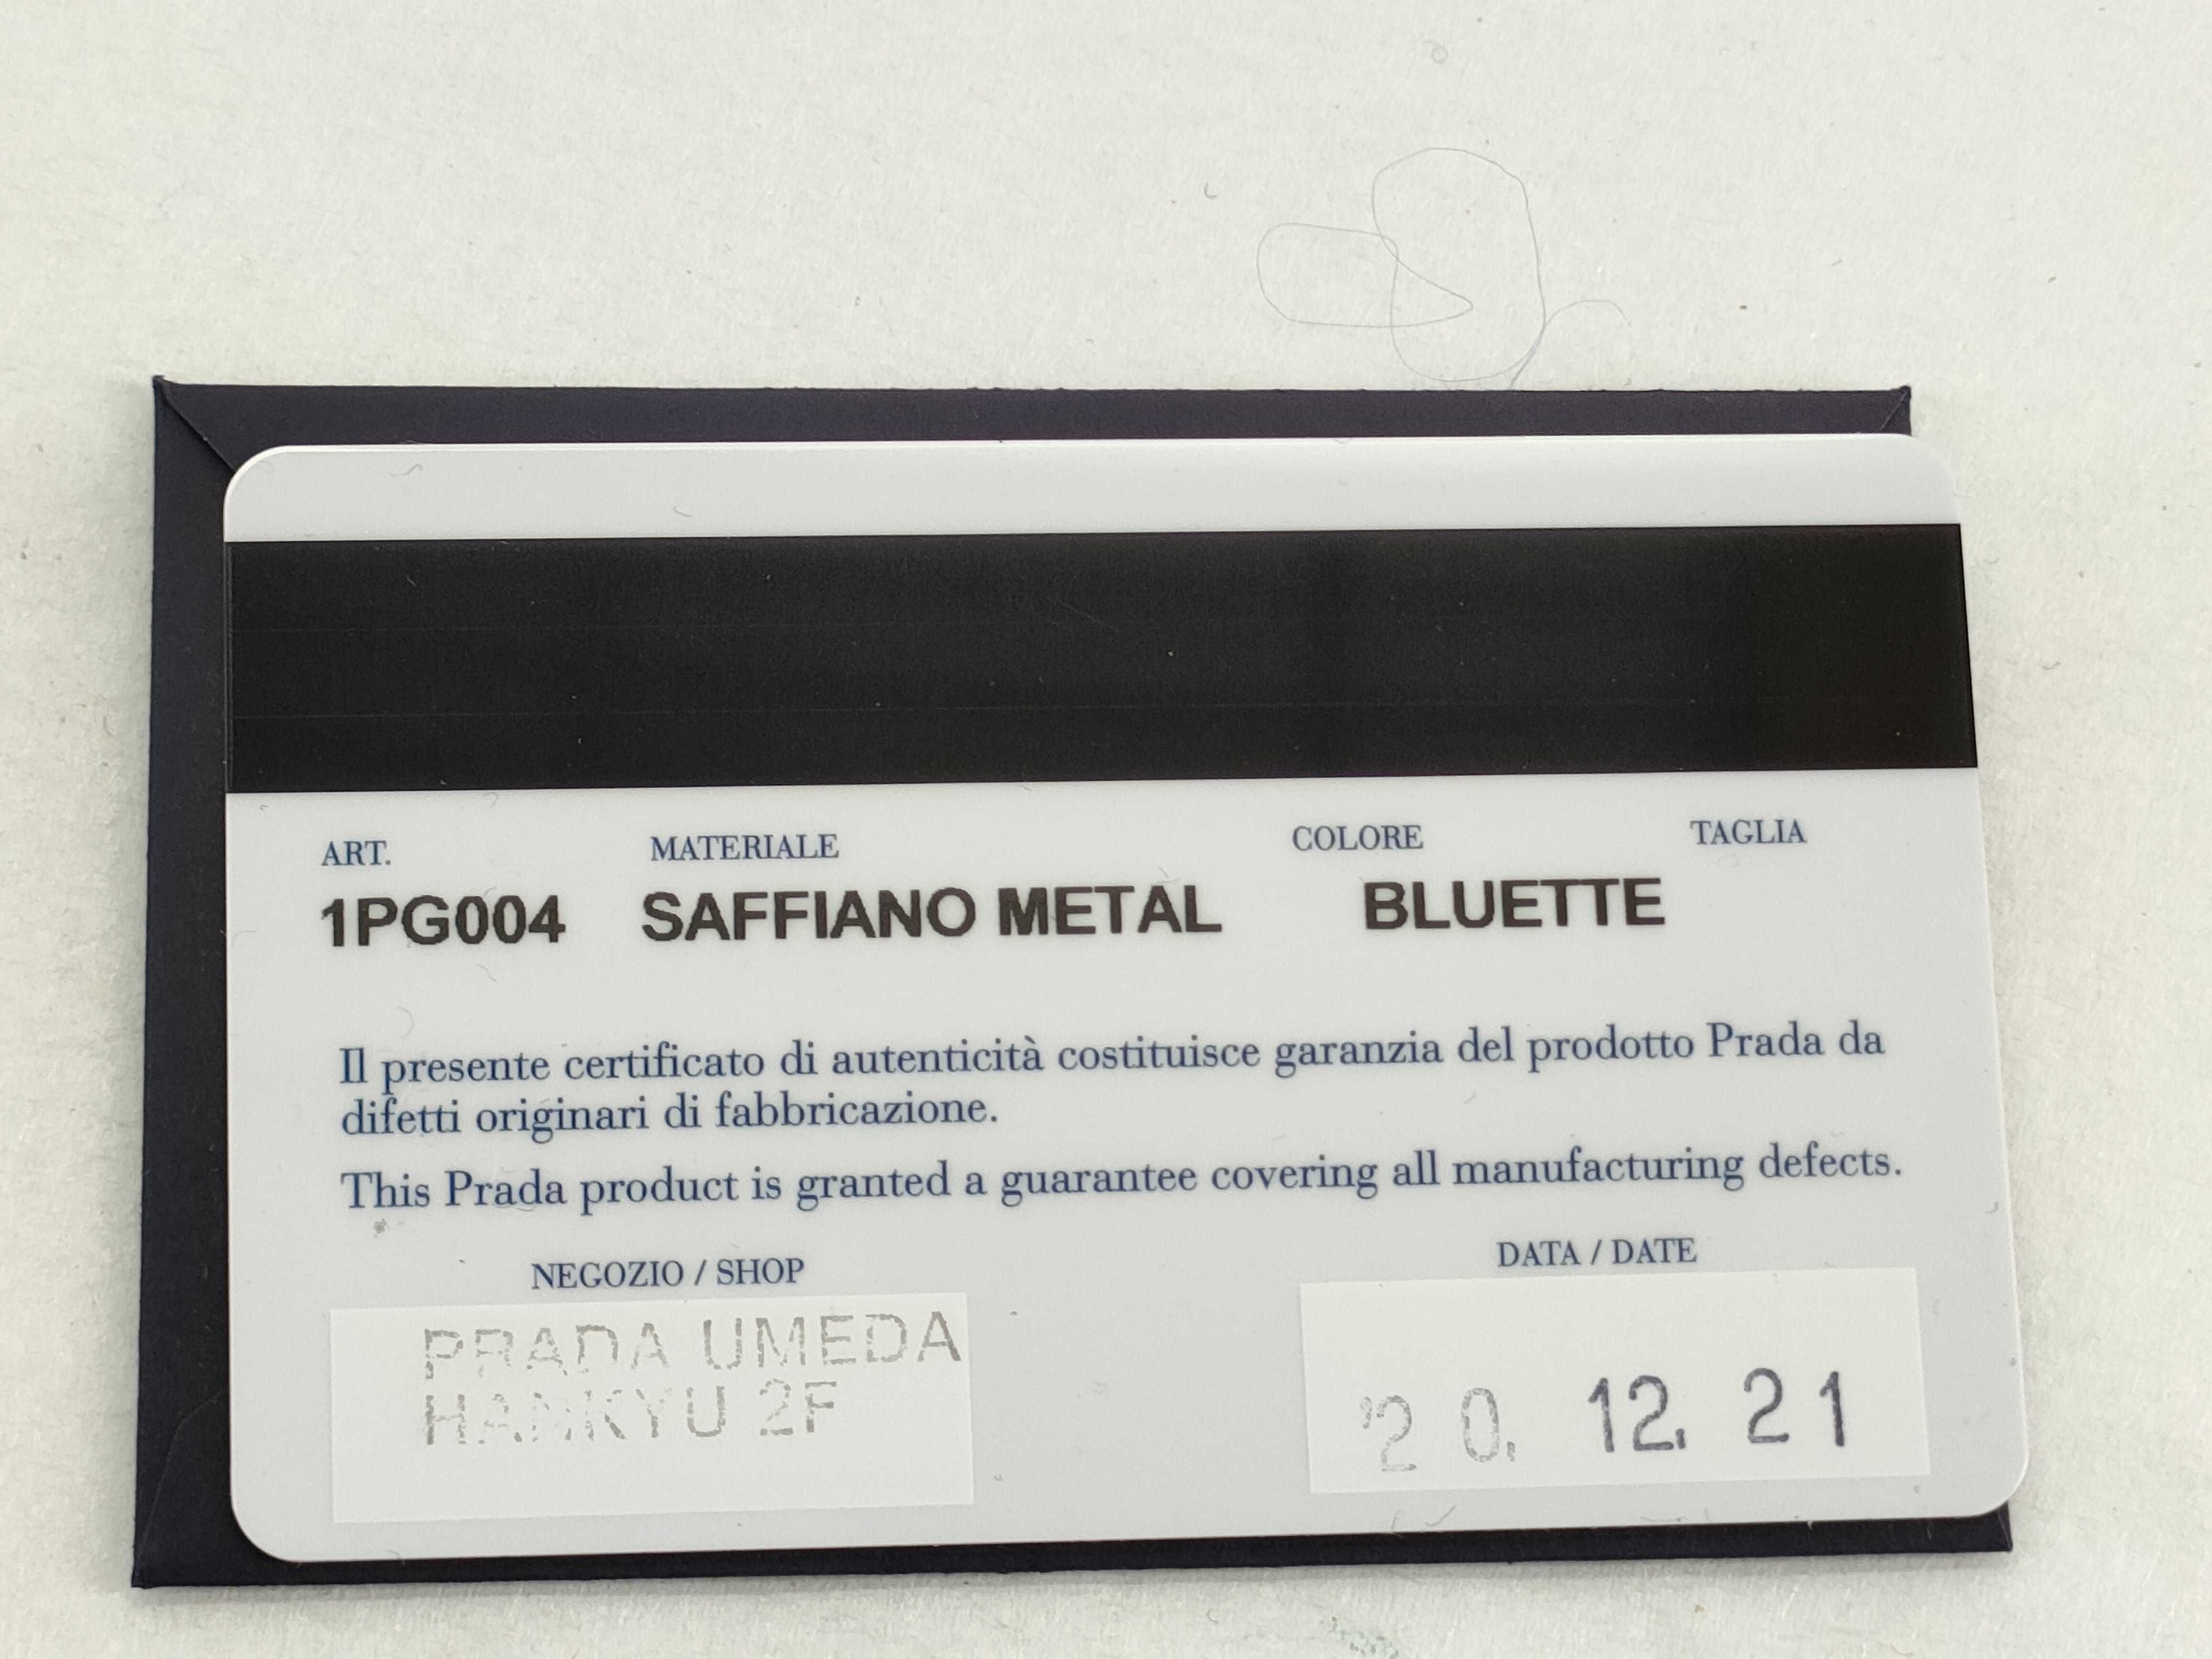 ART. MATERIALE COLORE TAGLIA
1PG004 SAFFIANO METAL BLUETTE
Il presente certificato di autenticità costituisce garanzia del prodotto Prada da
difetti originari di fabbricazione.
This Prada product is granted a guarantee covering all manufacturing defects.
NEGOZIO / SHOP DATA / DATE
PRADA UMEDA
HANKYU 2F
'20. 12. 21